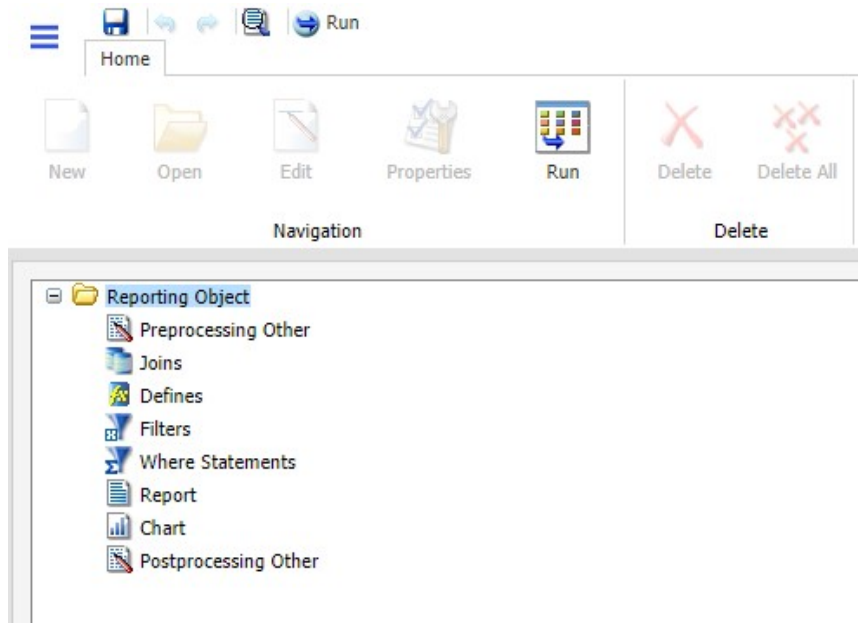 Run
Home
New Open Edit Properties Run Delete Delete All
Navigation Delete
Reporting Object
Preprocessing Other
Joins
Defines
Filters
Where Statements
Report
Chart
Postprocessing Other